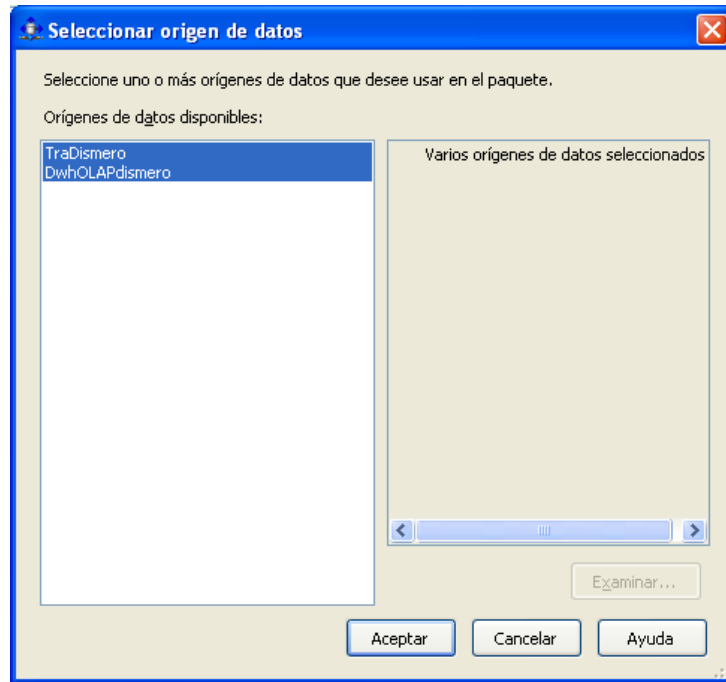 Seleccionar origen de datos
Seleccione uno o más orígenes de datos que desee usar en el paquete.
Orígenes de datos disponibles:
TraDismero
DwhOLAPdismero
Varios orígenes de datos seleccionados
Examinar...
Aceptar
Cancelar
Ayuda